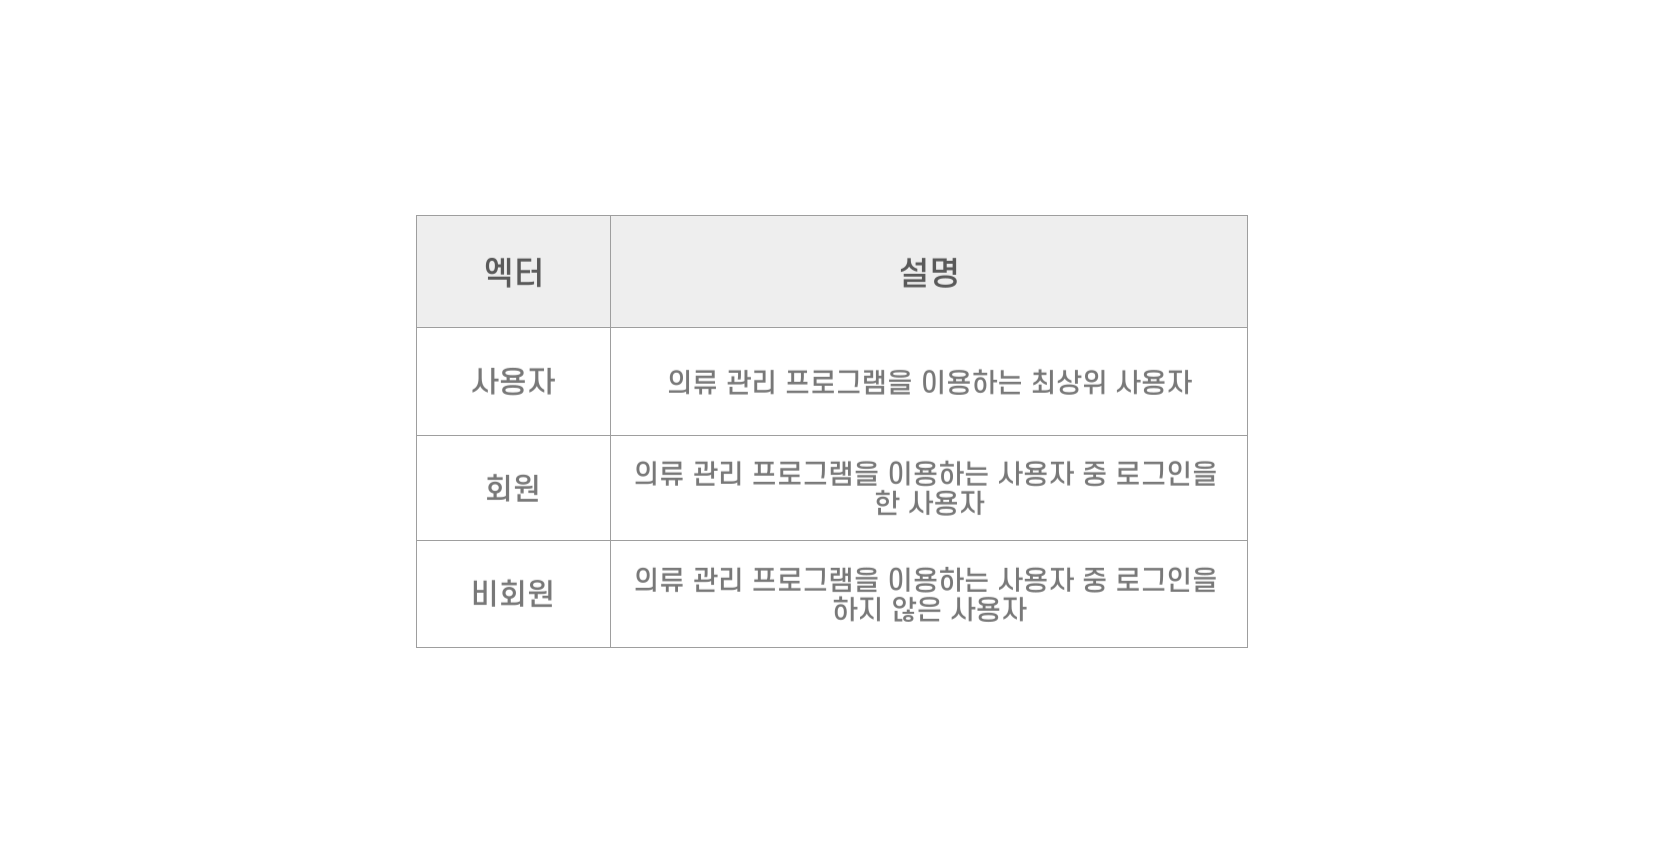 엑터
설명
사용자
의류 관리 프로그램을 이용하는 최상위 사용자
회원
의류 관리 프로그램을 이용하는 사용자 중 로그인을
한 사용자
비회원
의류 관리 프로그램을 이용하는 사용자 중 로그인을
하지 않은 사용자